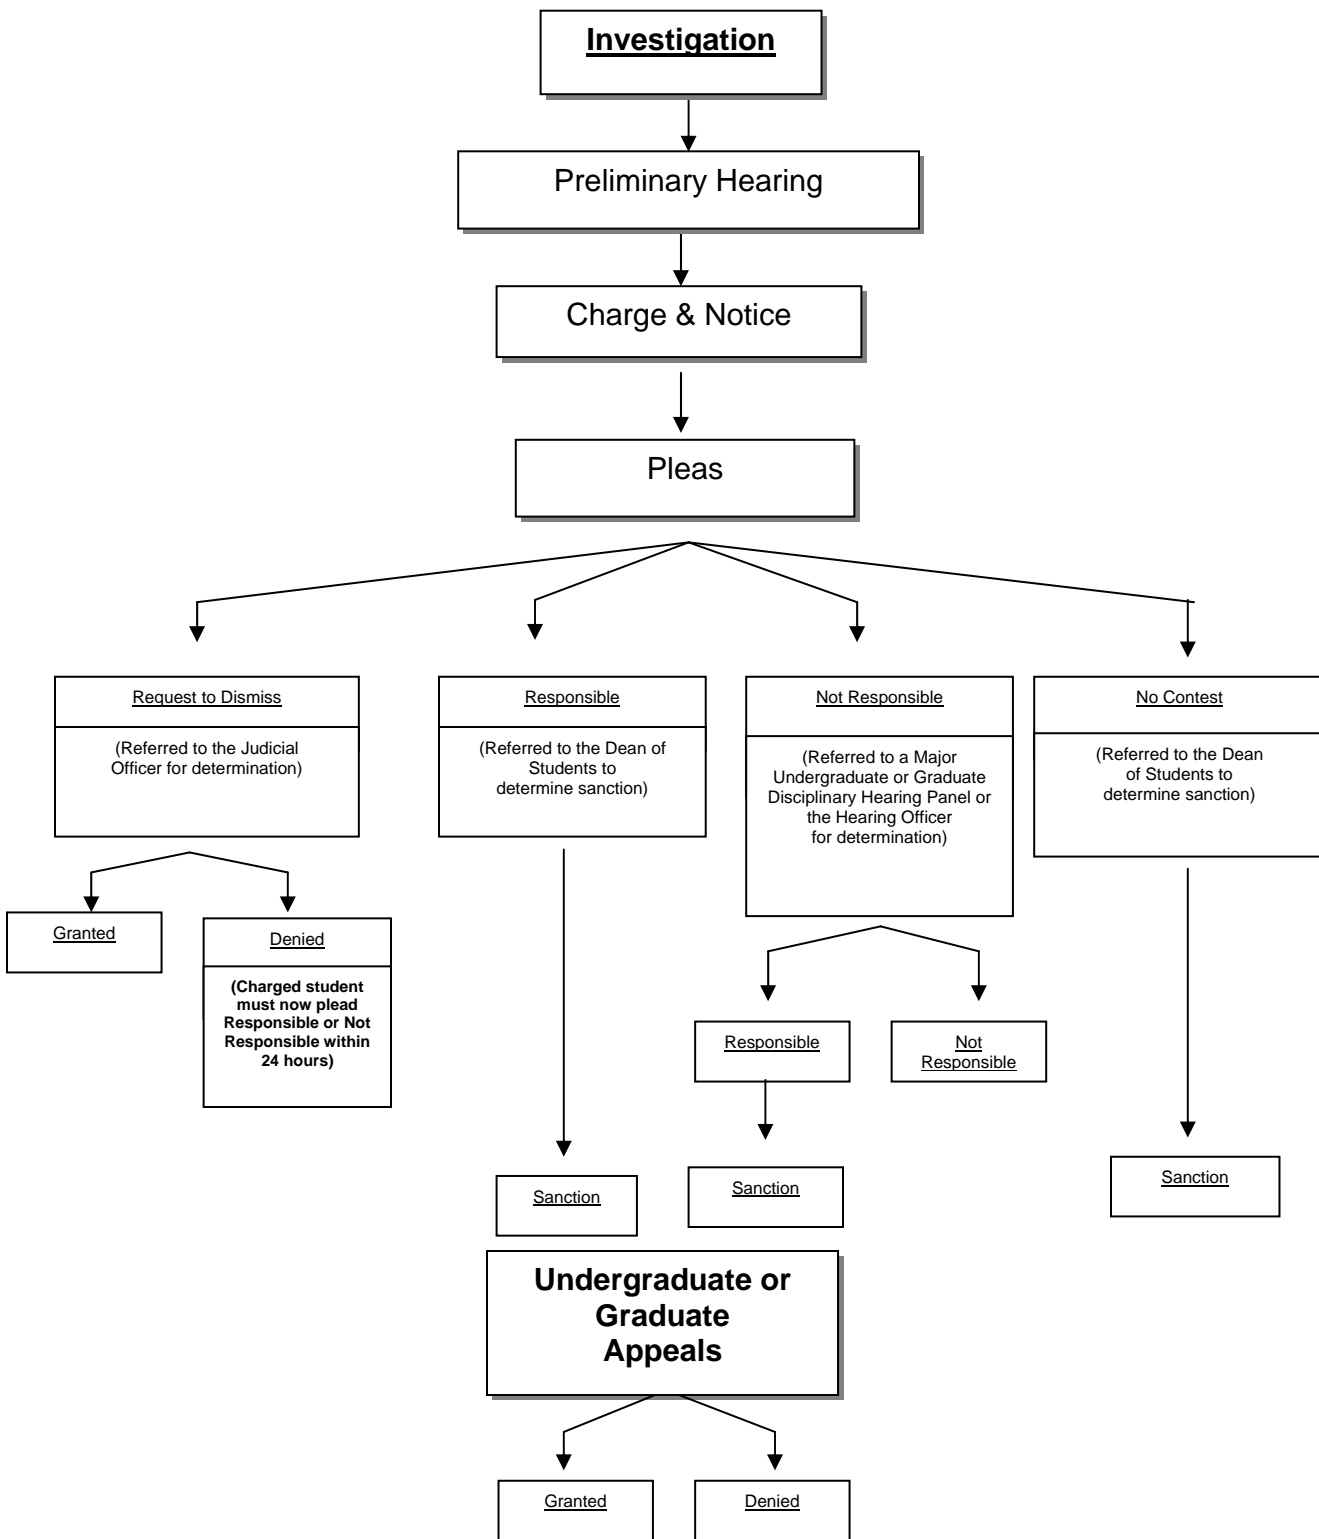 Investigation
Preliminary Hearing
Charge & Notice
Pleas
Request to Dismiss
(Referred to the Judicial
Officer for determination)
Responsible
(Referred to the Dean of
Students to
determine sanction)
Not Responsible
(Referred to a Major
Undergraduate or Graduate
Disciplinary Hearing Panel or
the Hearing Officer
for determination)
No Contest
(Referred to the Dean
of Students to
determine sanction)
Granted
Denied
(Charged student
must now plead
Responsible or Not
Responsible within
24 hours)
Responsible
Not
Responsible
Sanction
Sanction
Sanction
Undergraduate or
Graduate
Appeals
Granted
Denied